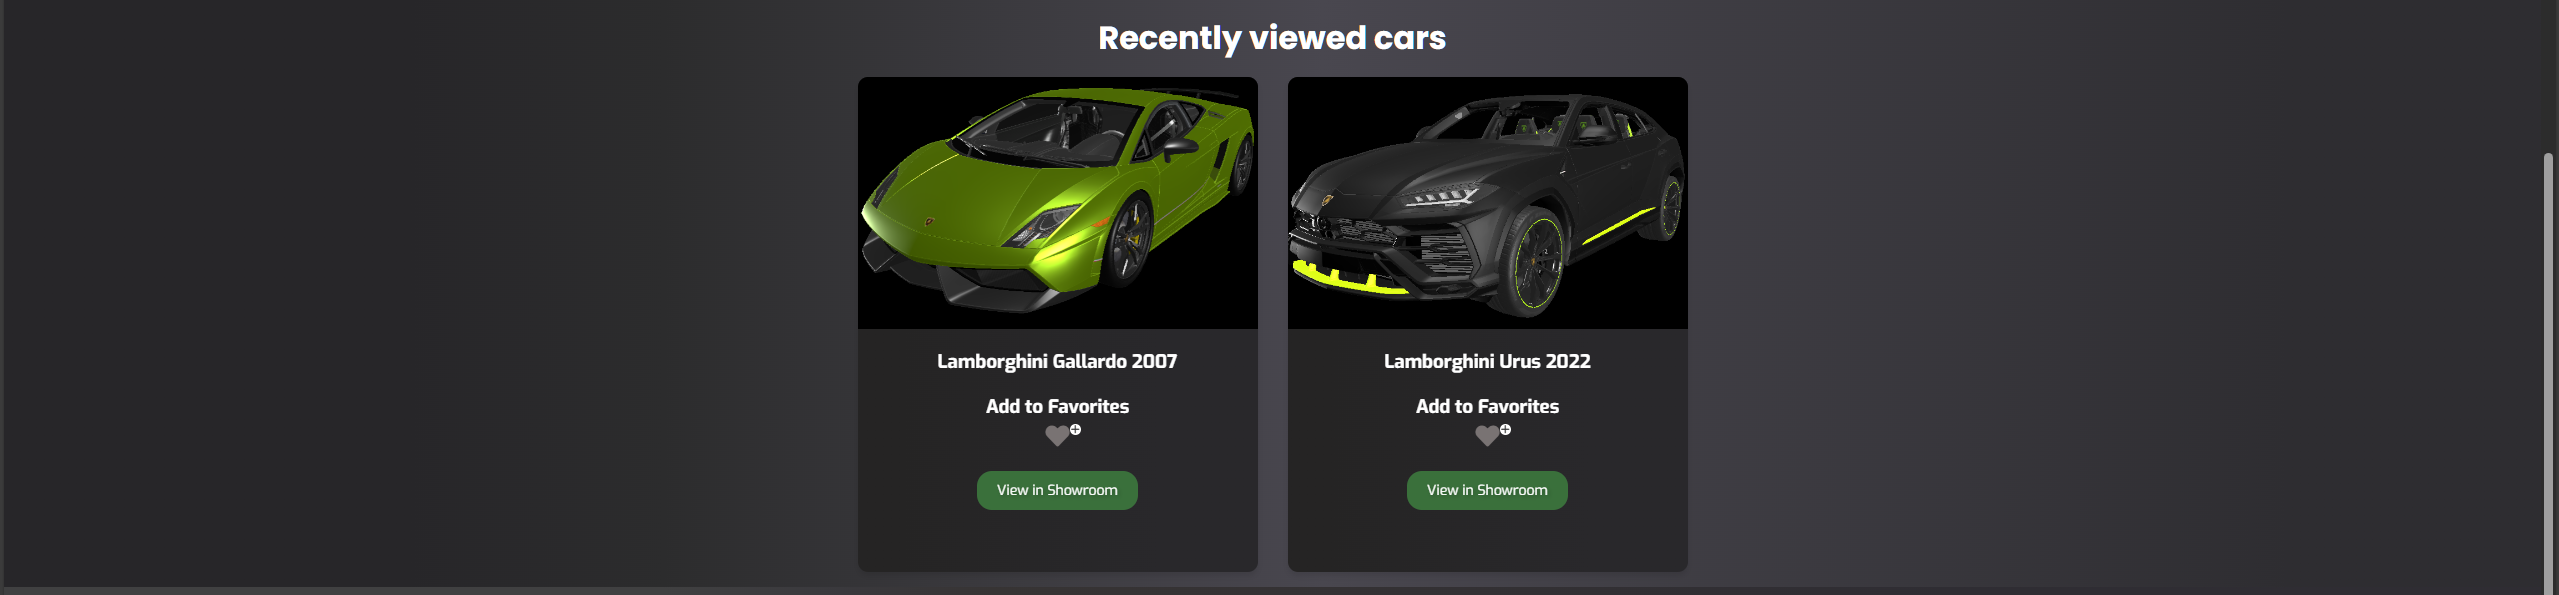 Recently viewed cars
Lamborghini Gallardo 2007
Add to Favorites
View in Showroom
Lamborghini Urus 2022
Add to Favorites
View in Showroom